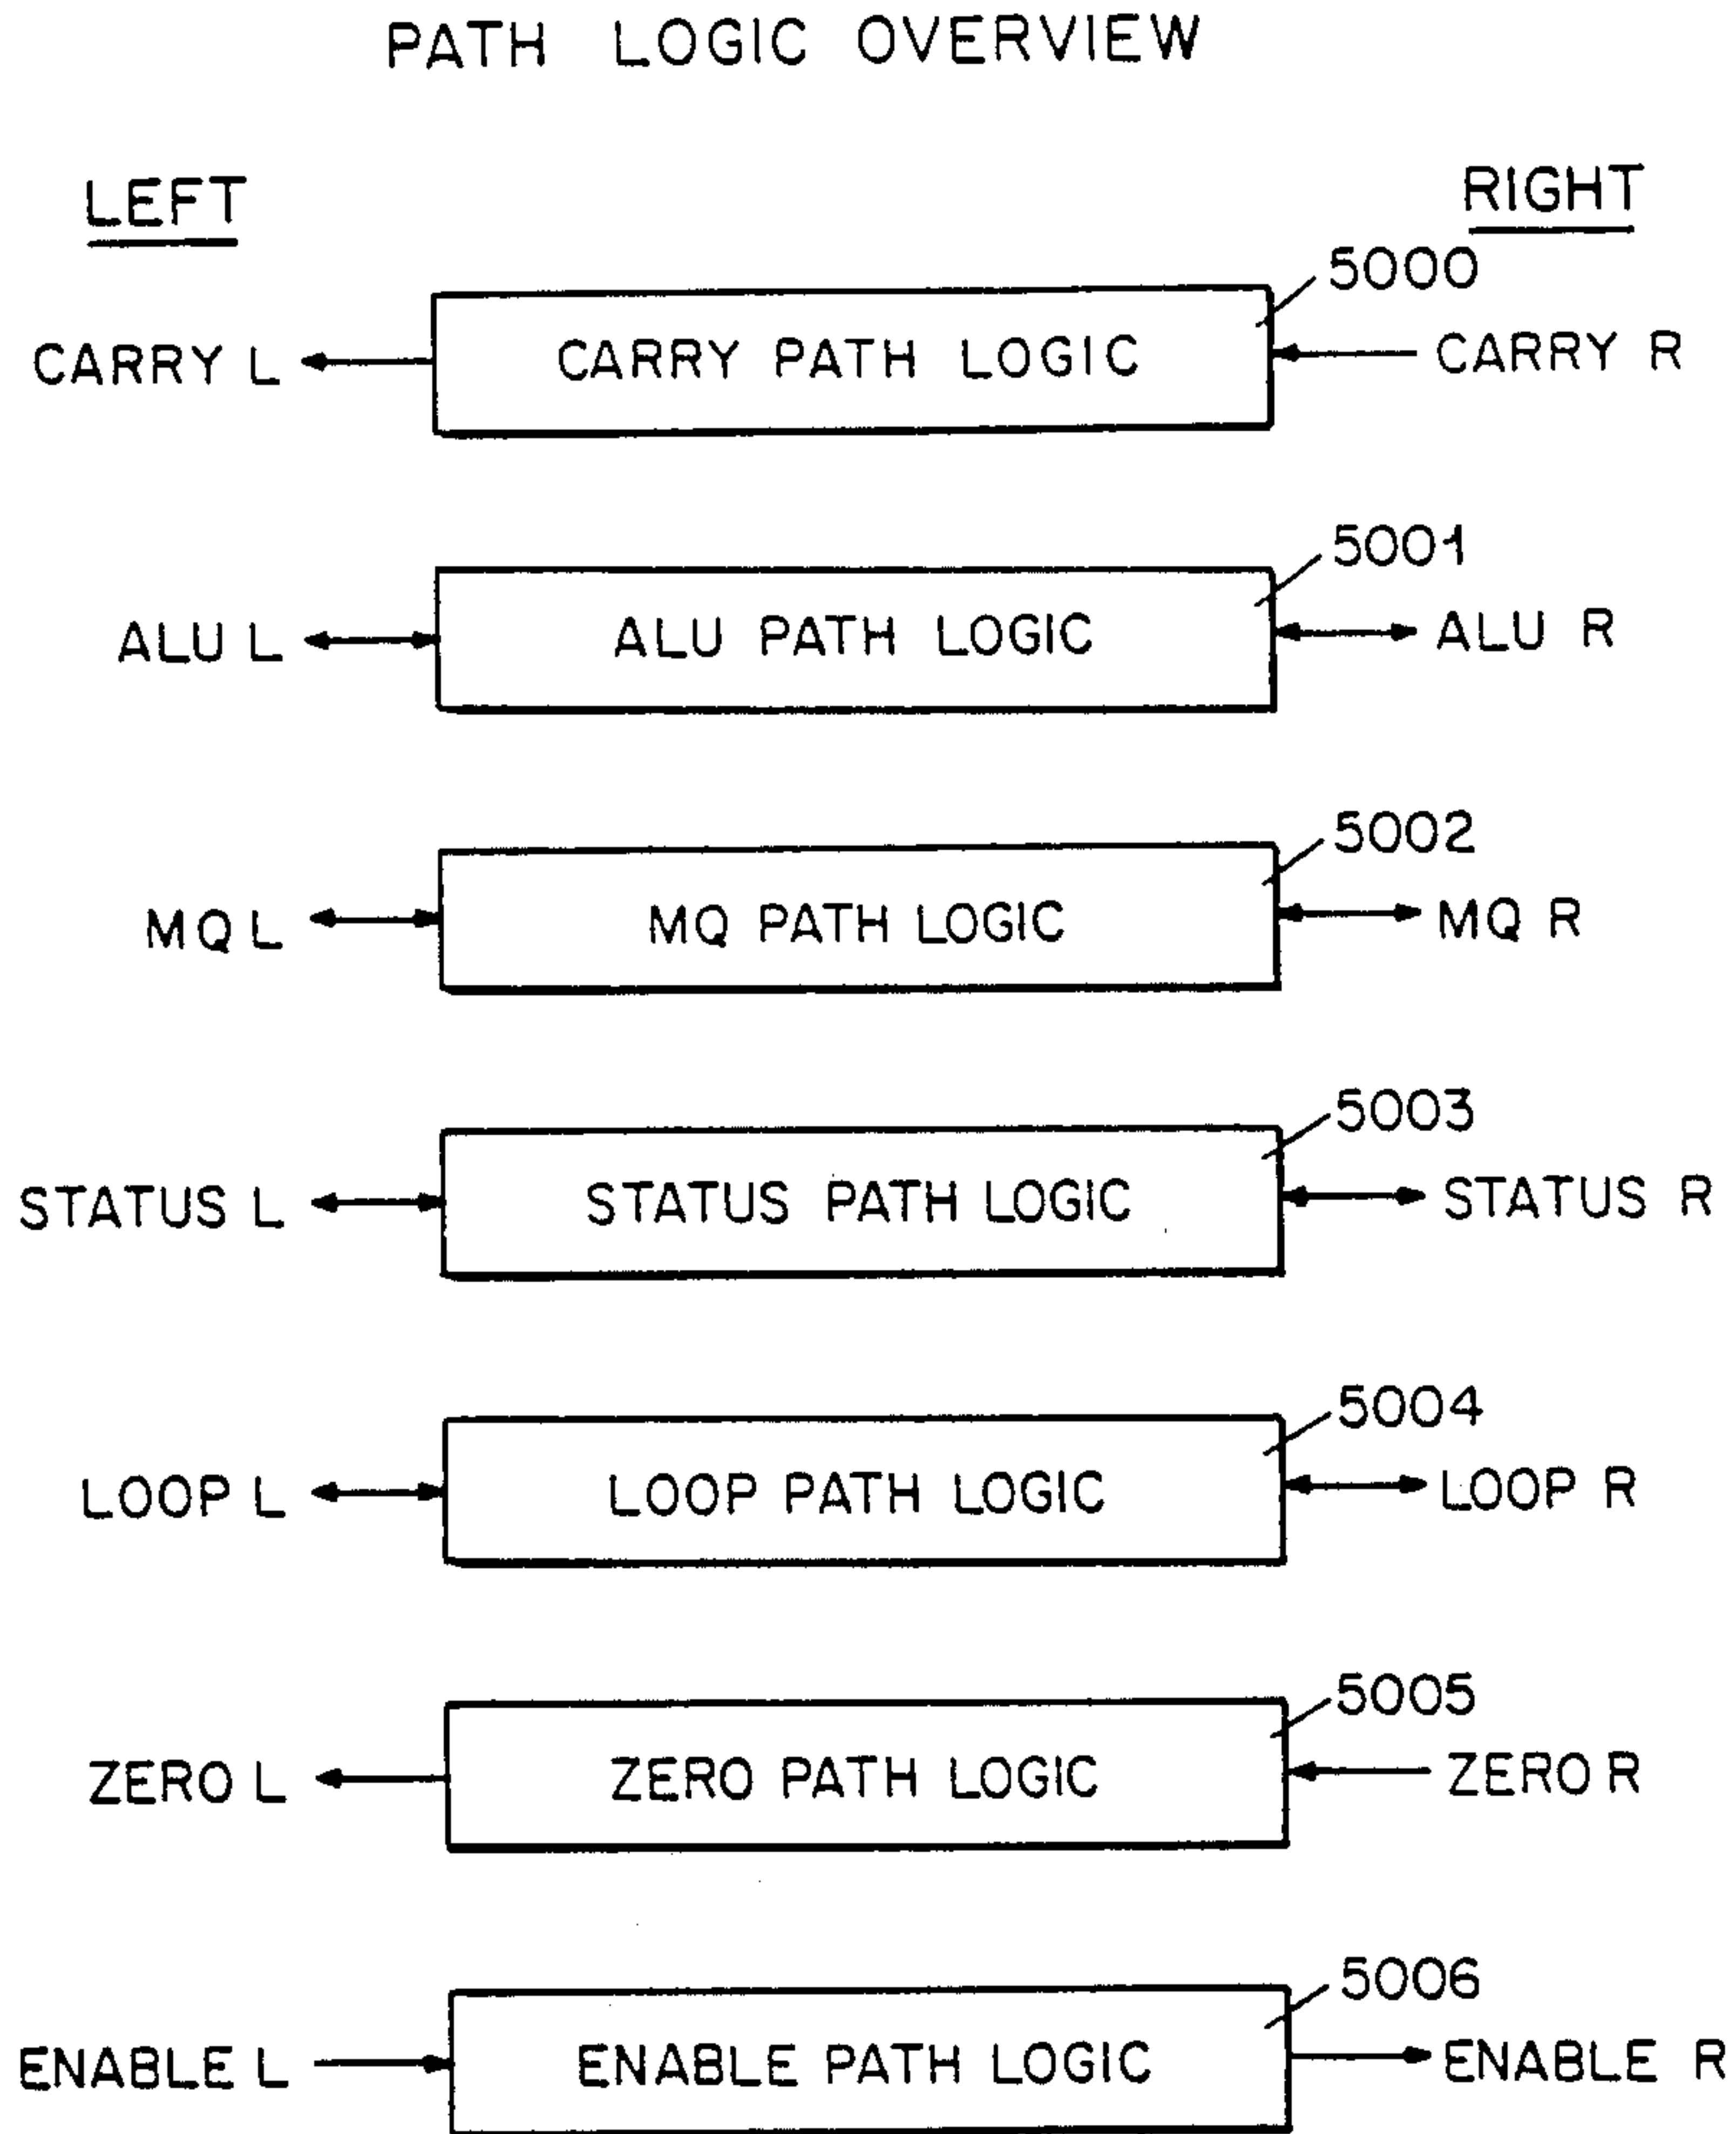 PATH LOGIC OVERVIEW
LEFT RIGHT
5000
CARRY L CARRY PATH LOGIC CARRY R
5001
ALU L ALU PATH LOGIC ALU R
5002
MQ L MQ PATH LOGIC MQ R
5003
STATUS L STATUS PATH LOGIC STATUS R
5004
LOOP L LOOP PATH LOGIC LOOP R
5005
ZERO L ZERO PATH LOGIC ZERO R
5006
ENABLE L ENABLE PATH LOGIC ENABLE R